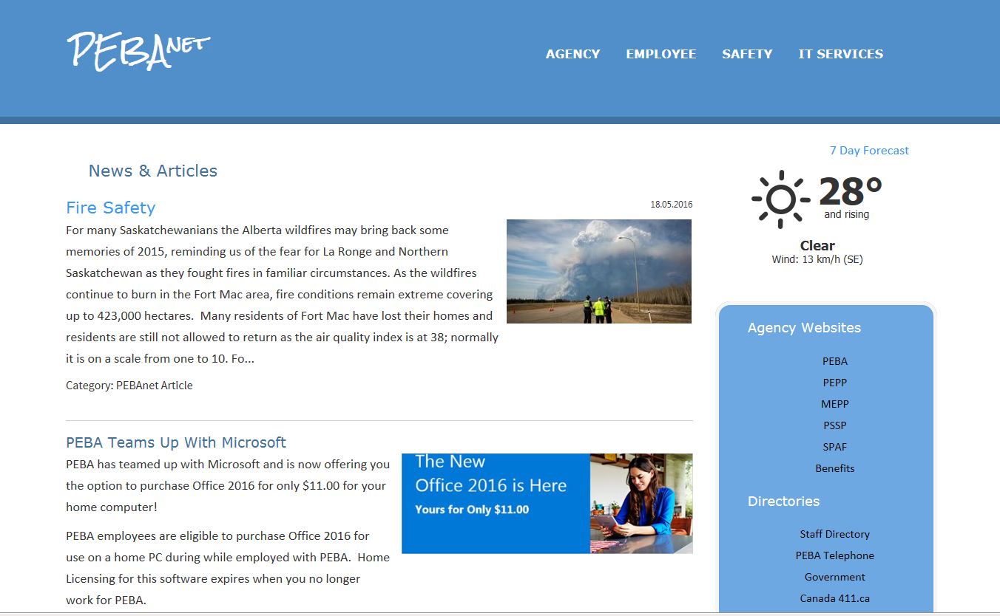 PEBANET
AGENCY EMPLOYEE SAFETY IT SERVICES
News & Articles
Fire Safety
18.05.2016
For many Saskatchewanians the Alberta wildfires may bring back some
memories of 2015, reminding us of the fear for La Ronge and Northern
Saskatchewan as they fought fires in familiar circumstances. As the wildfires
continue to burn in the Fort Mac area, fire conditions remain extreme covering
up to 423,000 hectares.  Many residents of Fort Mac have lost their homes and
residents are still not allowed to return as the air quality index is at 38; normally
it is on a scale from one to 10. Fo...
Category: PEBAnet Article
PEBA Teams Up With Microsoft
PEBA has teamed up with Microsoft and is now offering you
the option to purchase Office 2016 for only $11.00 for your
home computer!
PEBA employees are eligible to purchase Office 2016 for
use on a home PC during while employed with PEBA.  Home
Licensing for this software expires when you no longer
work for PEBA.
The New
Office 2016 is Here
Yours for Only $11.00
7 Day Forecast
28°
and rising
Clear
Wind: 13 km/h (SE)
Agency Websites
PEBA
PEPP
MEPP
PSSP
SPAF
Benefits
Directories
Staff Directory
PEBA Telephone
Government
Canada 411.ca